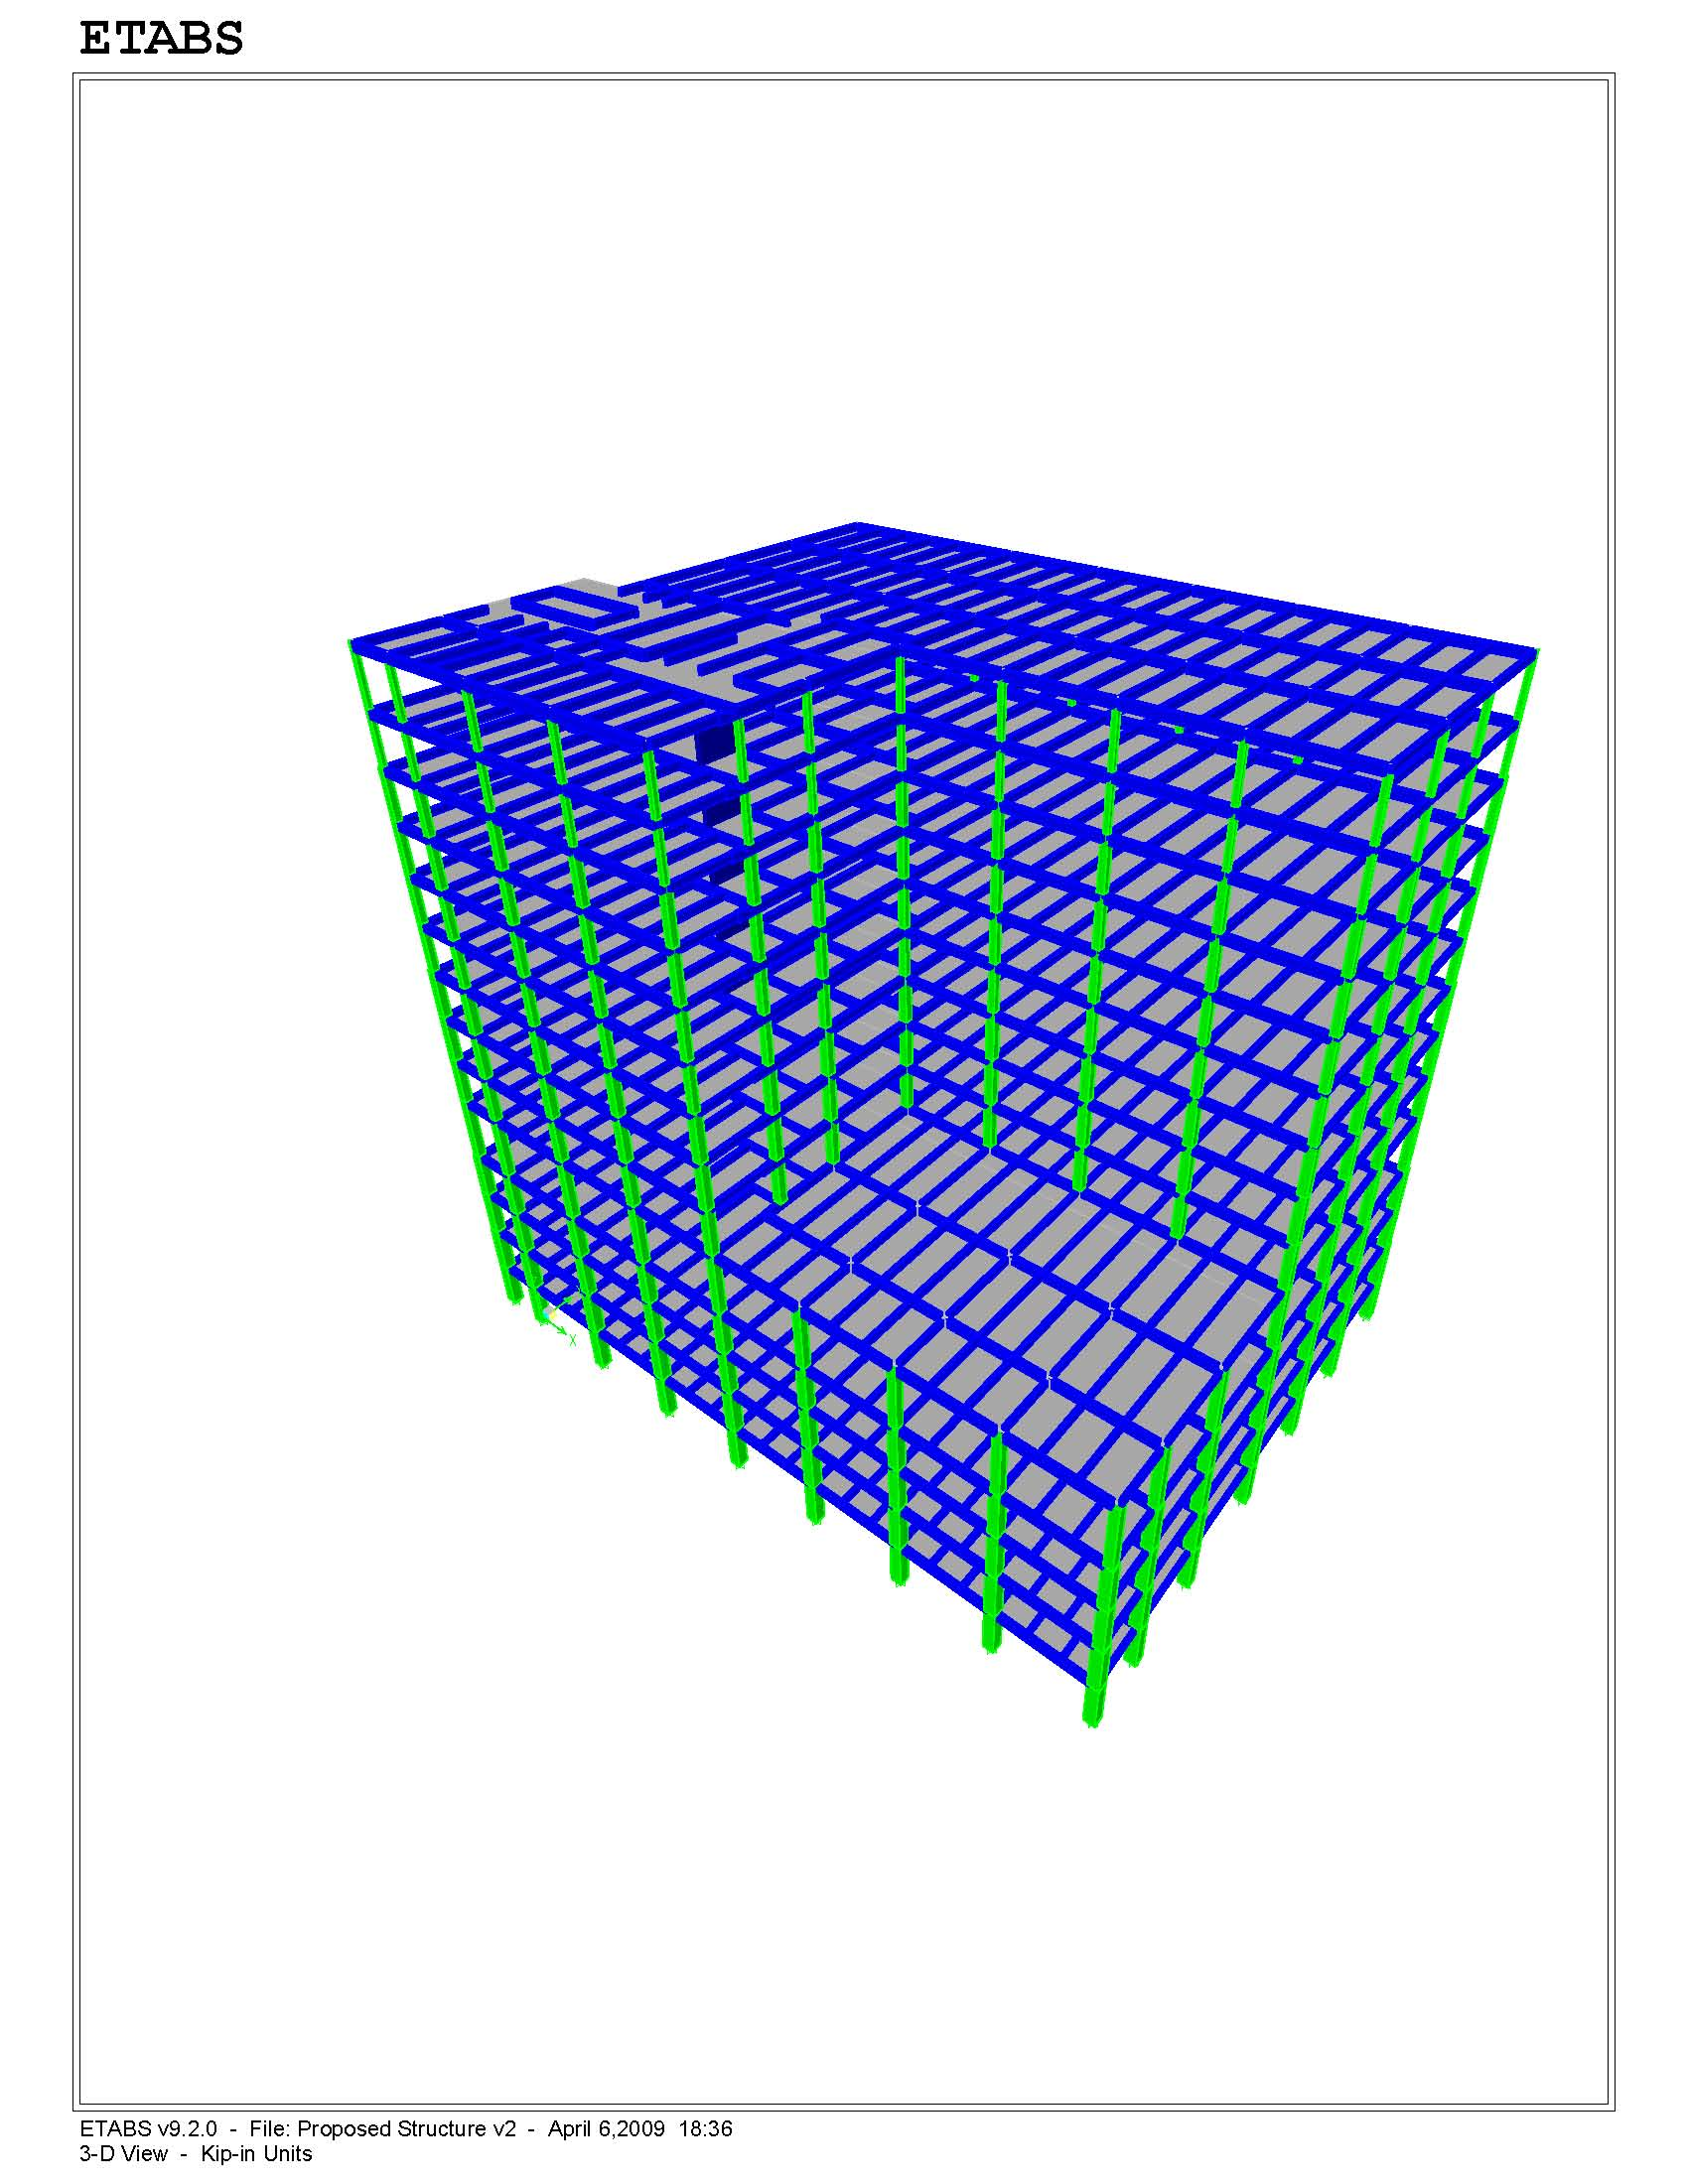 ETABS
X
ETABS v9.2.0 - File: Proposed Structure v2 - April 6,2009 18:36
3-D View - Kip-in Units